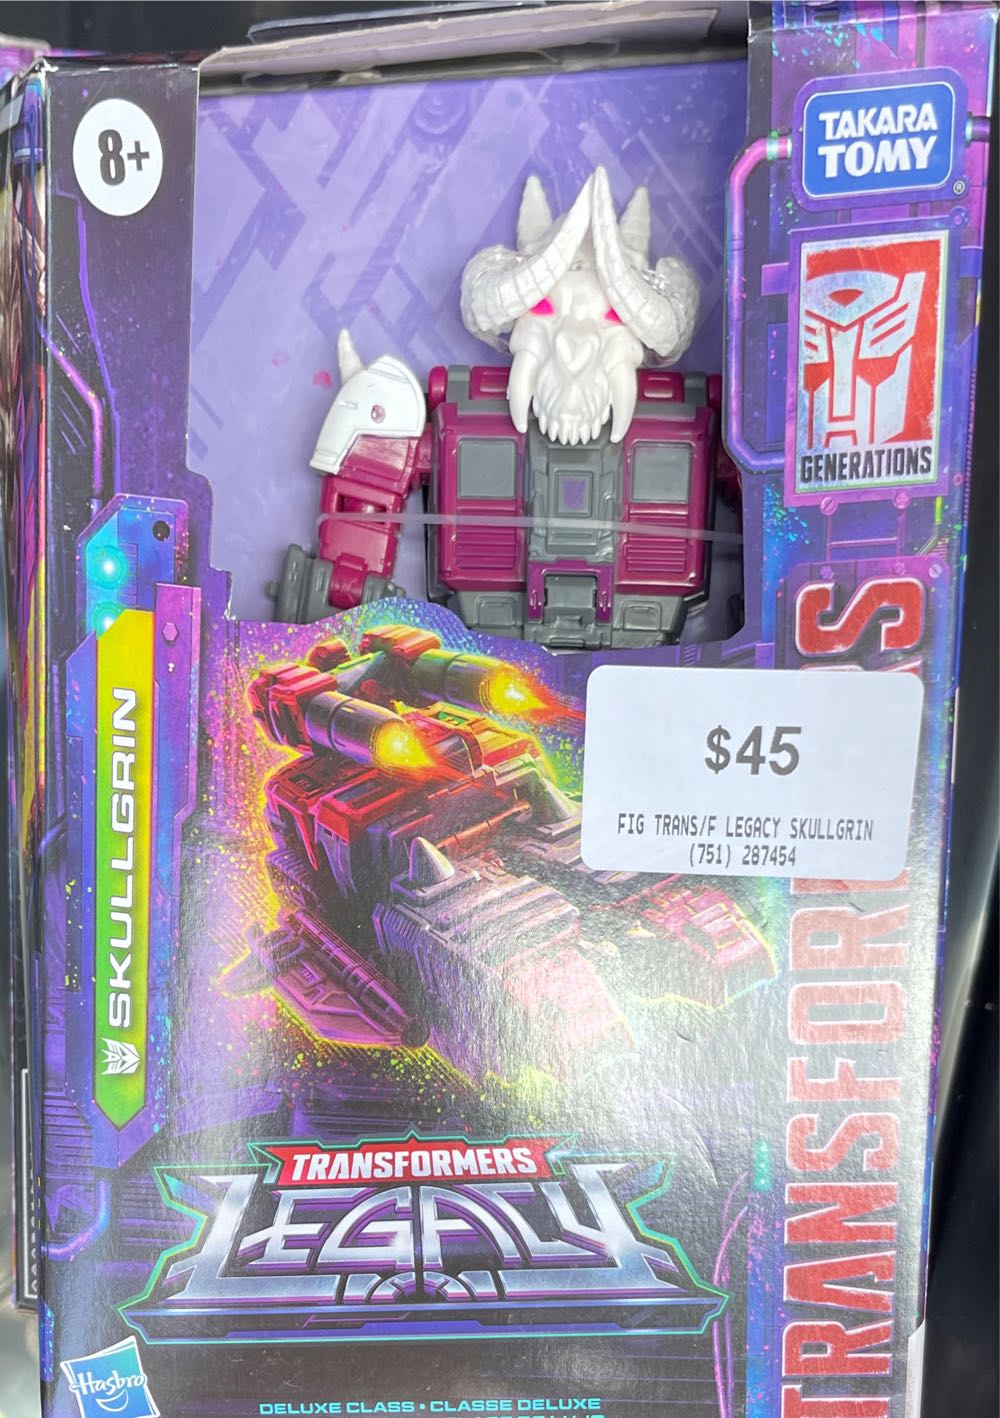 8+
TAKARA
TOMY
®
GENERATIONS
SKULLGRIN
$45
FIG TRANS/F LEGACY SKULLGRIN
(751) 287454
TRANSFORMERS
TRANSFORMERS
LEGACY
Hasbro
DELUXE CLASS • CLASSE DELUXE